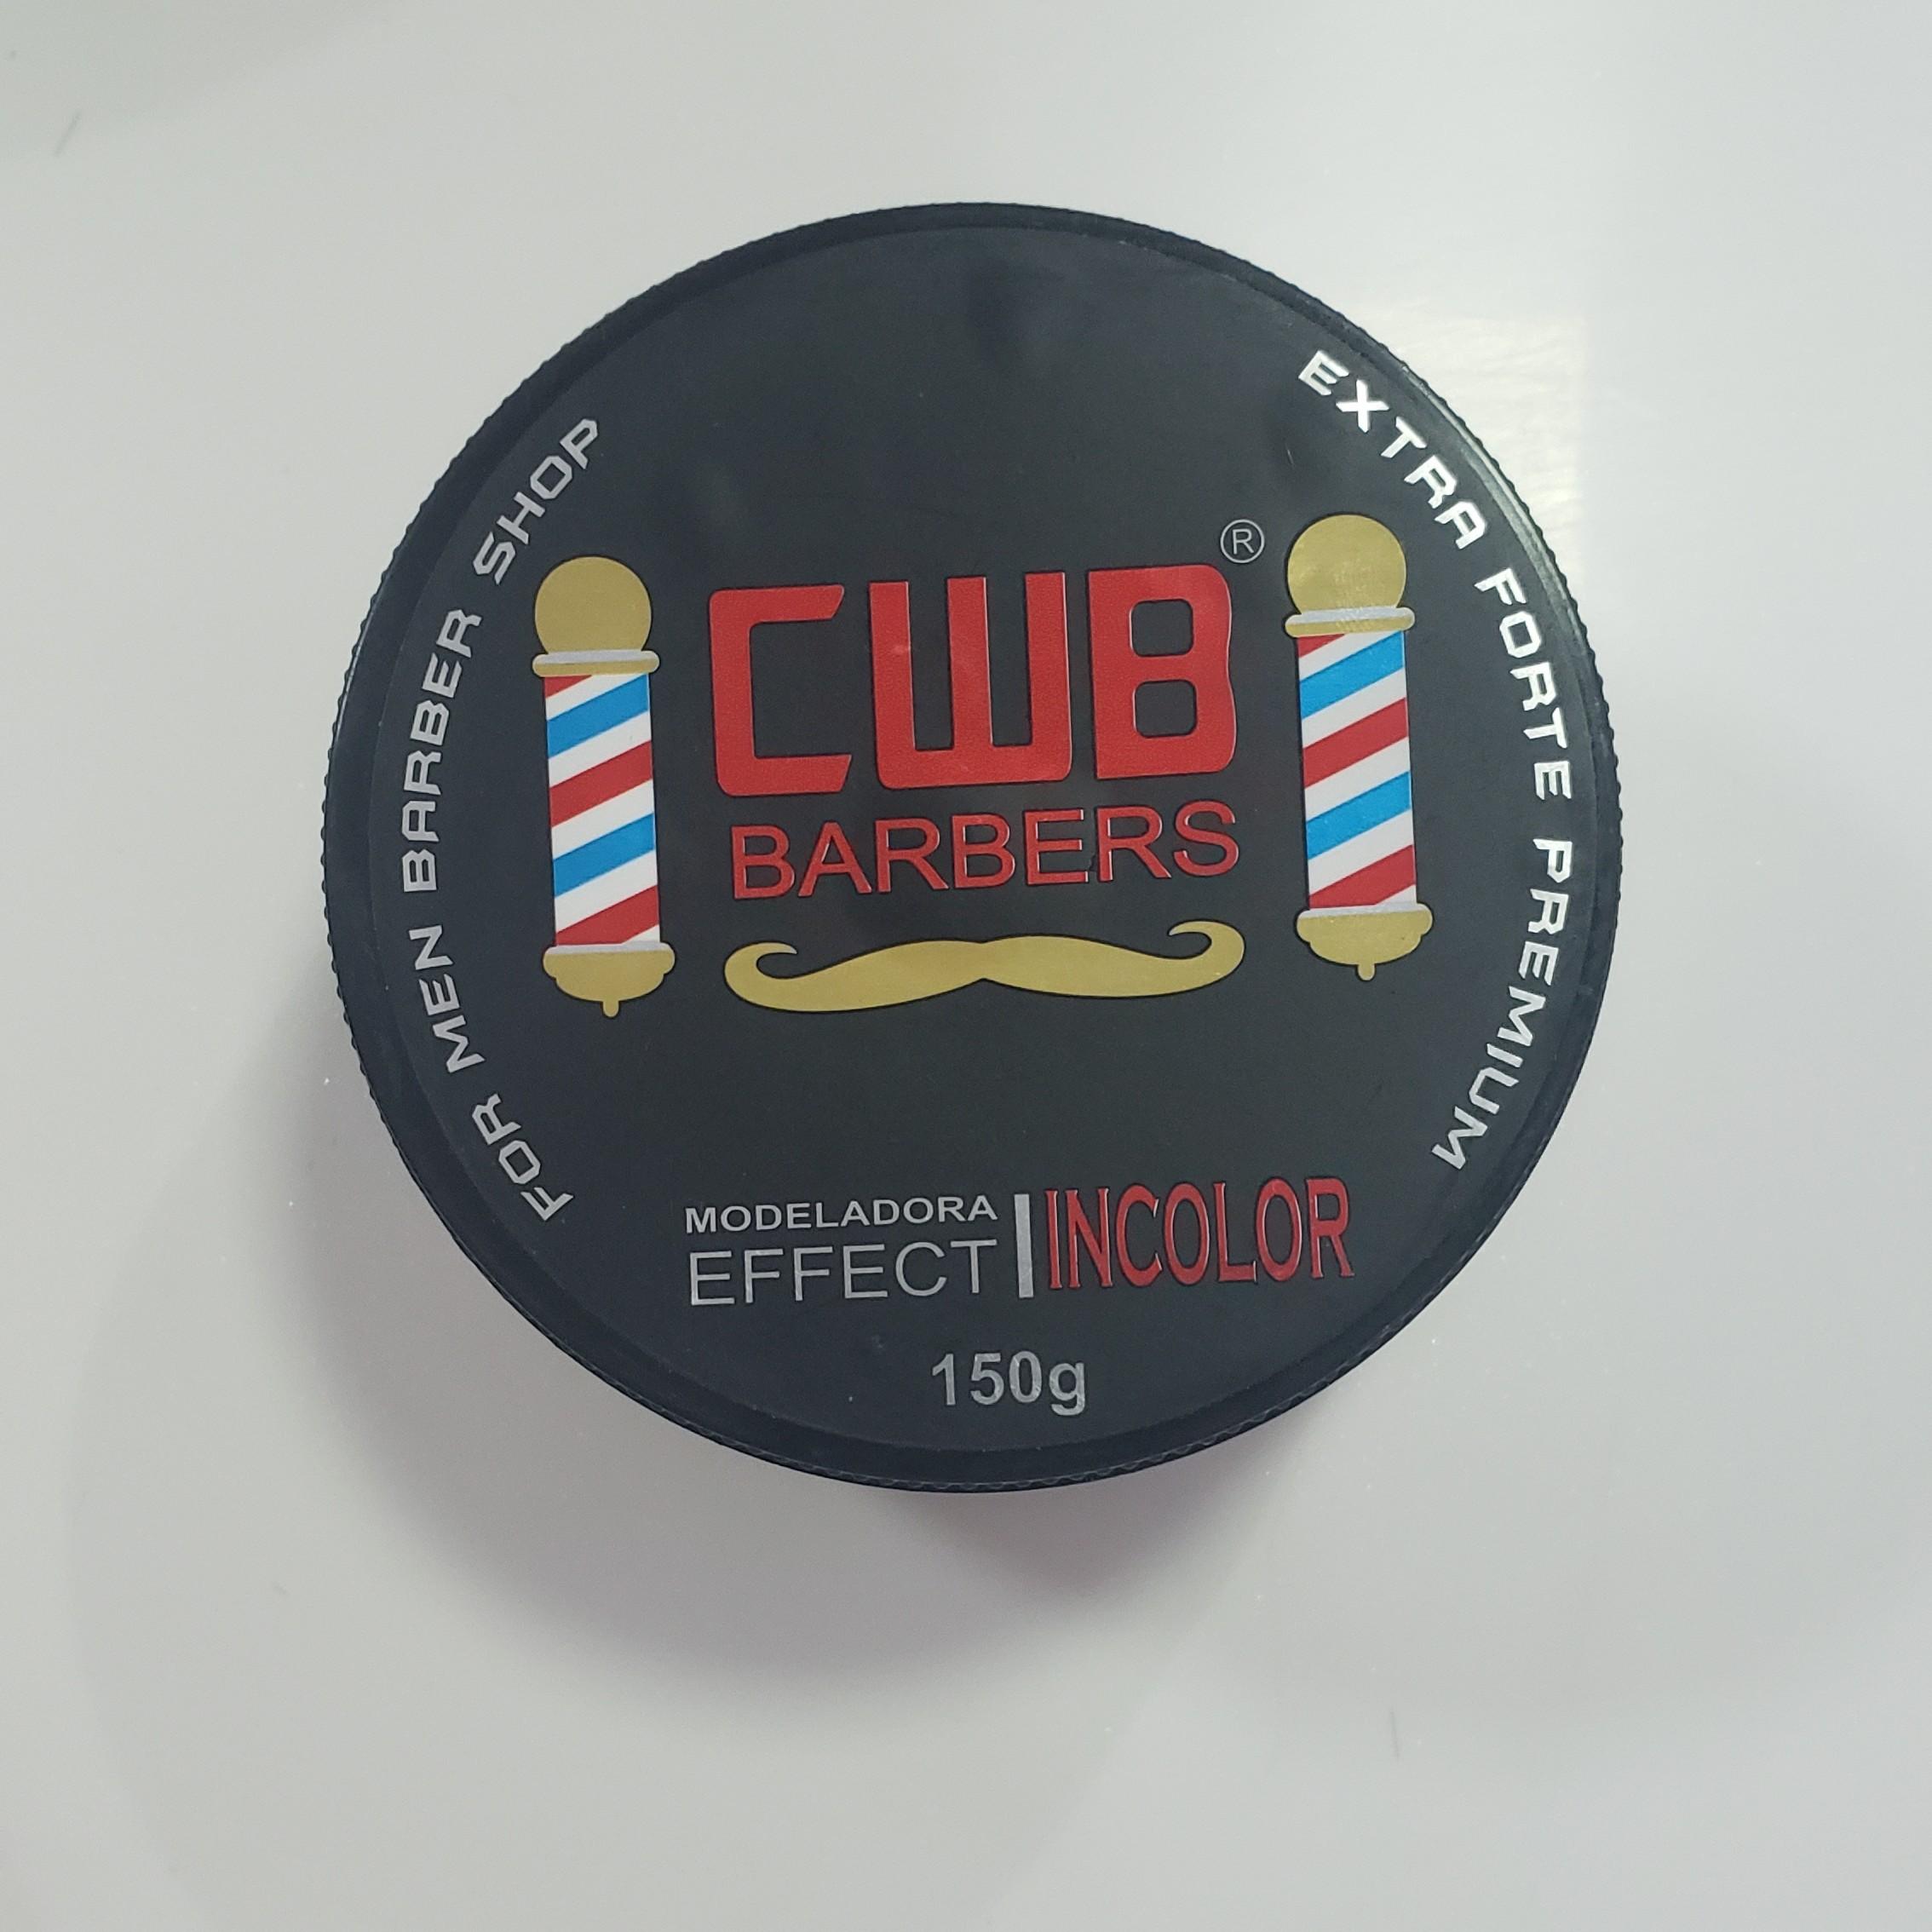 FOR MEN BARBER SHOP
EXTRA FORTE PREMIUM
CWB®
BARBERS
MODELADORA
EFFECT | INCOLOR
150g